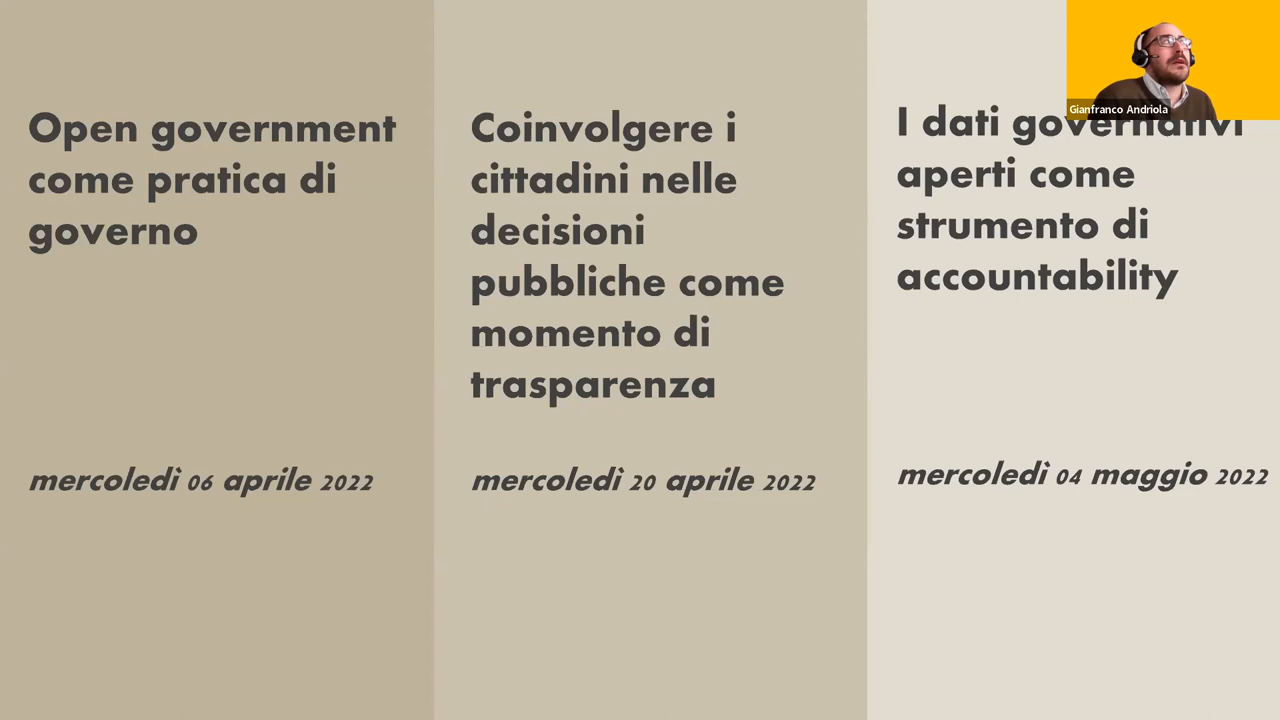 Open government
come pratica di
governo
mercoledì 06 aprile 2022
Coinvolgere i
cittadini nelle
decisioni
pubbliche come
momento di
trasparenza
mercoledì 20 aprile 2022
Gianfranco Andriola
I dati governativi
aperti come
strumento di
accountability
mercoledì 04 maggio 2022